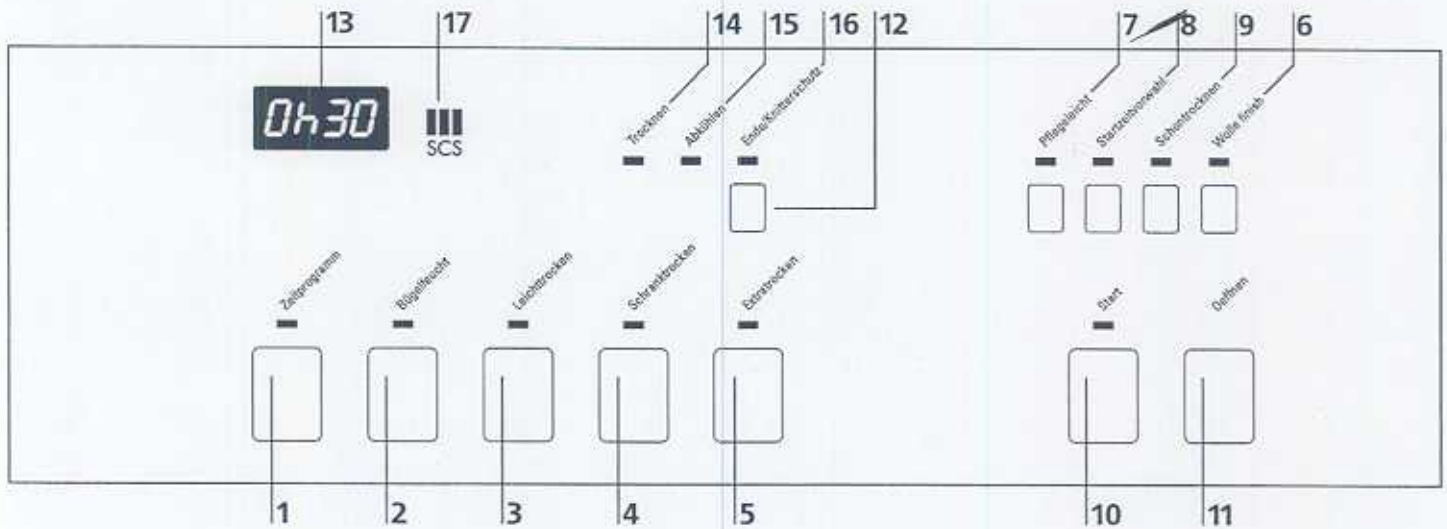 13 17 14 15 16 12 7 8 9 6
0h30
SCS
Trocknen Abkühlen Ende/Knitterschutz
Pflegeleicht Startzeitvorwahl Schontrocknen Wolle finish
Zeitprogramm Bügelfeucht Leichttrocken Schranktrocken Extratrocken Start Oeffnen
1 2 3 4 5 10 11